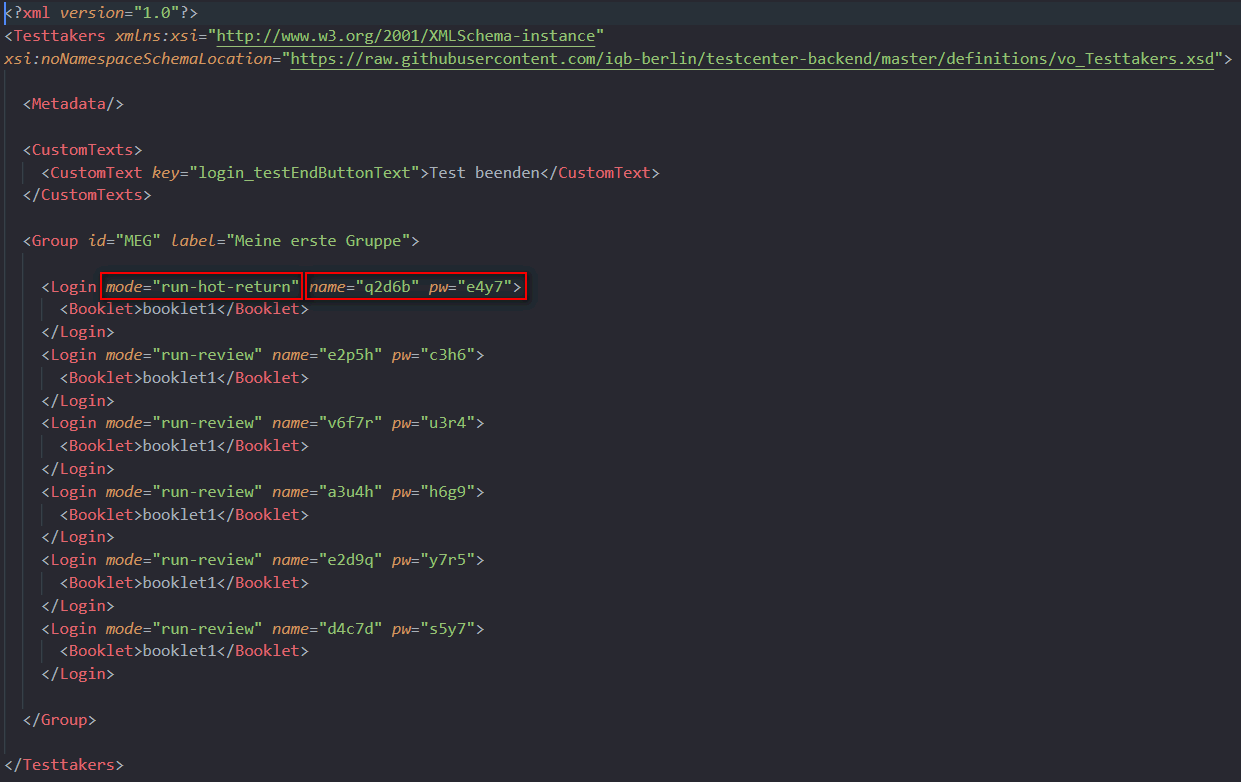 <?xml version="1.0"?>
<Testtakers xmlns:xsi="http://www.w3.org/2001/XMLSchema-instance"
xsi:noNamespaceSchemaLocation="https://raw.githubusercontent.com/iqb-berlin/testcenter-backend/master/definitions/vo_Testtakers.xsd">
<Metadata/>
<CustomTexts>
<CustomText key="login_testEndButtonText">Test beenden</CustomText>
</CustomTexts>
<Group id="MEG" label="Meine erste Gruppe">
<Login mode="run-hot-return" name="q2d6b" pw="e4y7">
<Booklet>booklet1</Booklet>
</Login>
<Login mode="run-review" name="e2p5h" pw="c3h6">
<Booklet>booklet1</Booklet>
</Login>
<Login mode="run-review" name="v6f7r" pw="u3r4">
<Booklet>booklet1</Booklet>
</Login>
<Login mode="run-review" name="a3u4h" pw="h6g9">
<Booklet>booklet1</Booklet>
</Login>
<Login mode="run-review" name="e2d9q" pw="y7r5">
<Booklet>booklet1</Booklet>
</Login>
<Login mode="run-review" name="d4c7d" pw="s5y7">
<Booklet>booklet1</Booklet>
</Login>
</Group>
</Testtakers>